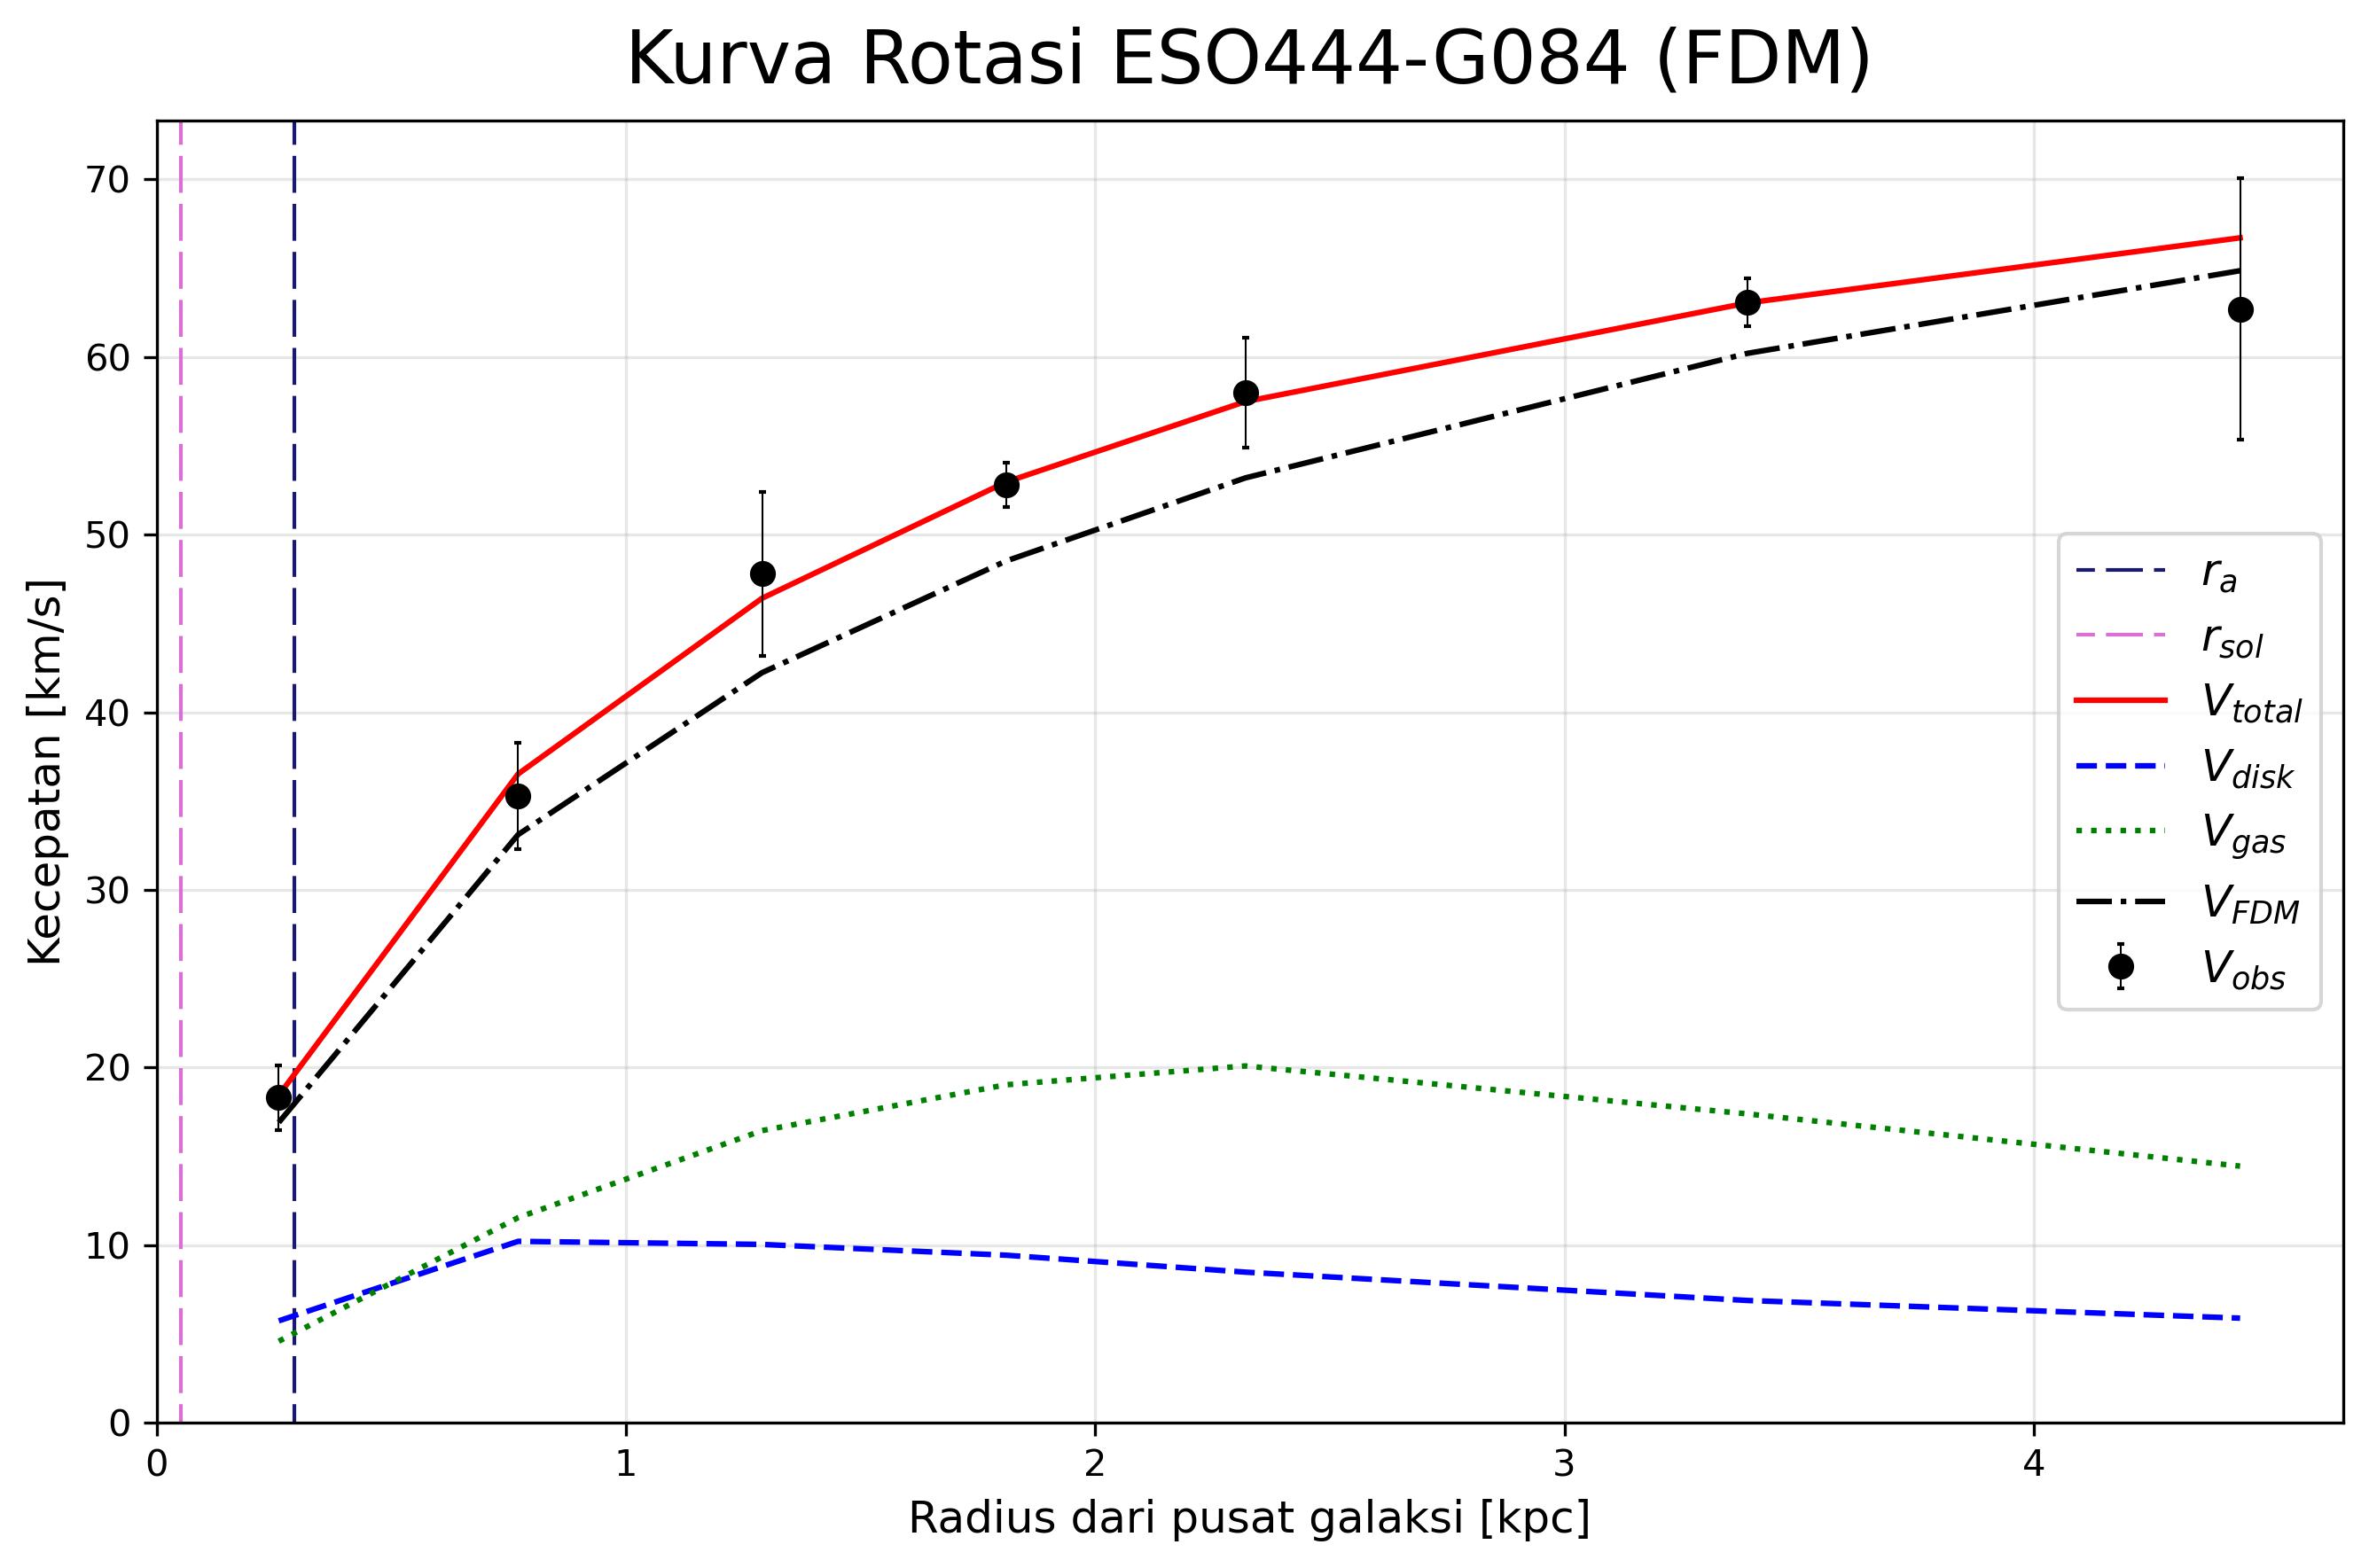 Kurva Rotasi ESO444-G084 (FDM)
70
60
50
40
30
20
10
0
Kecepatan [km/s]
r_a
r_sol
V_total
V_disk
V_gas
V_FDM
V_obs
0 1 2 3 4
Radius dari pusat galaksi [kpc]